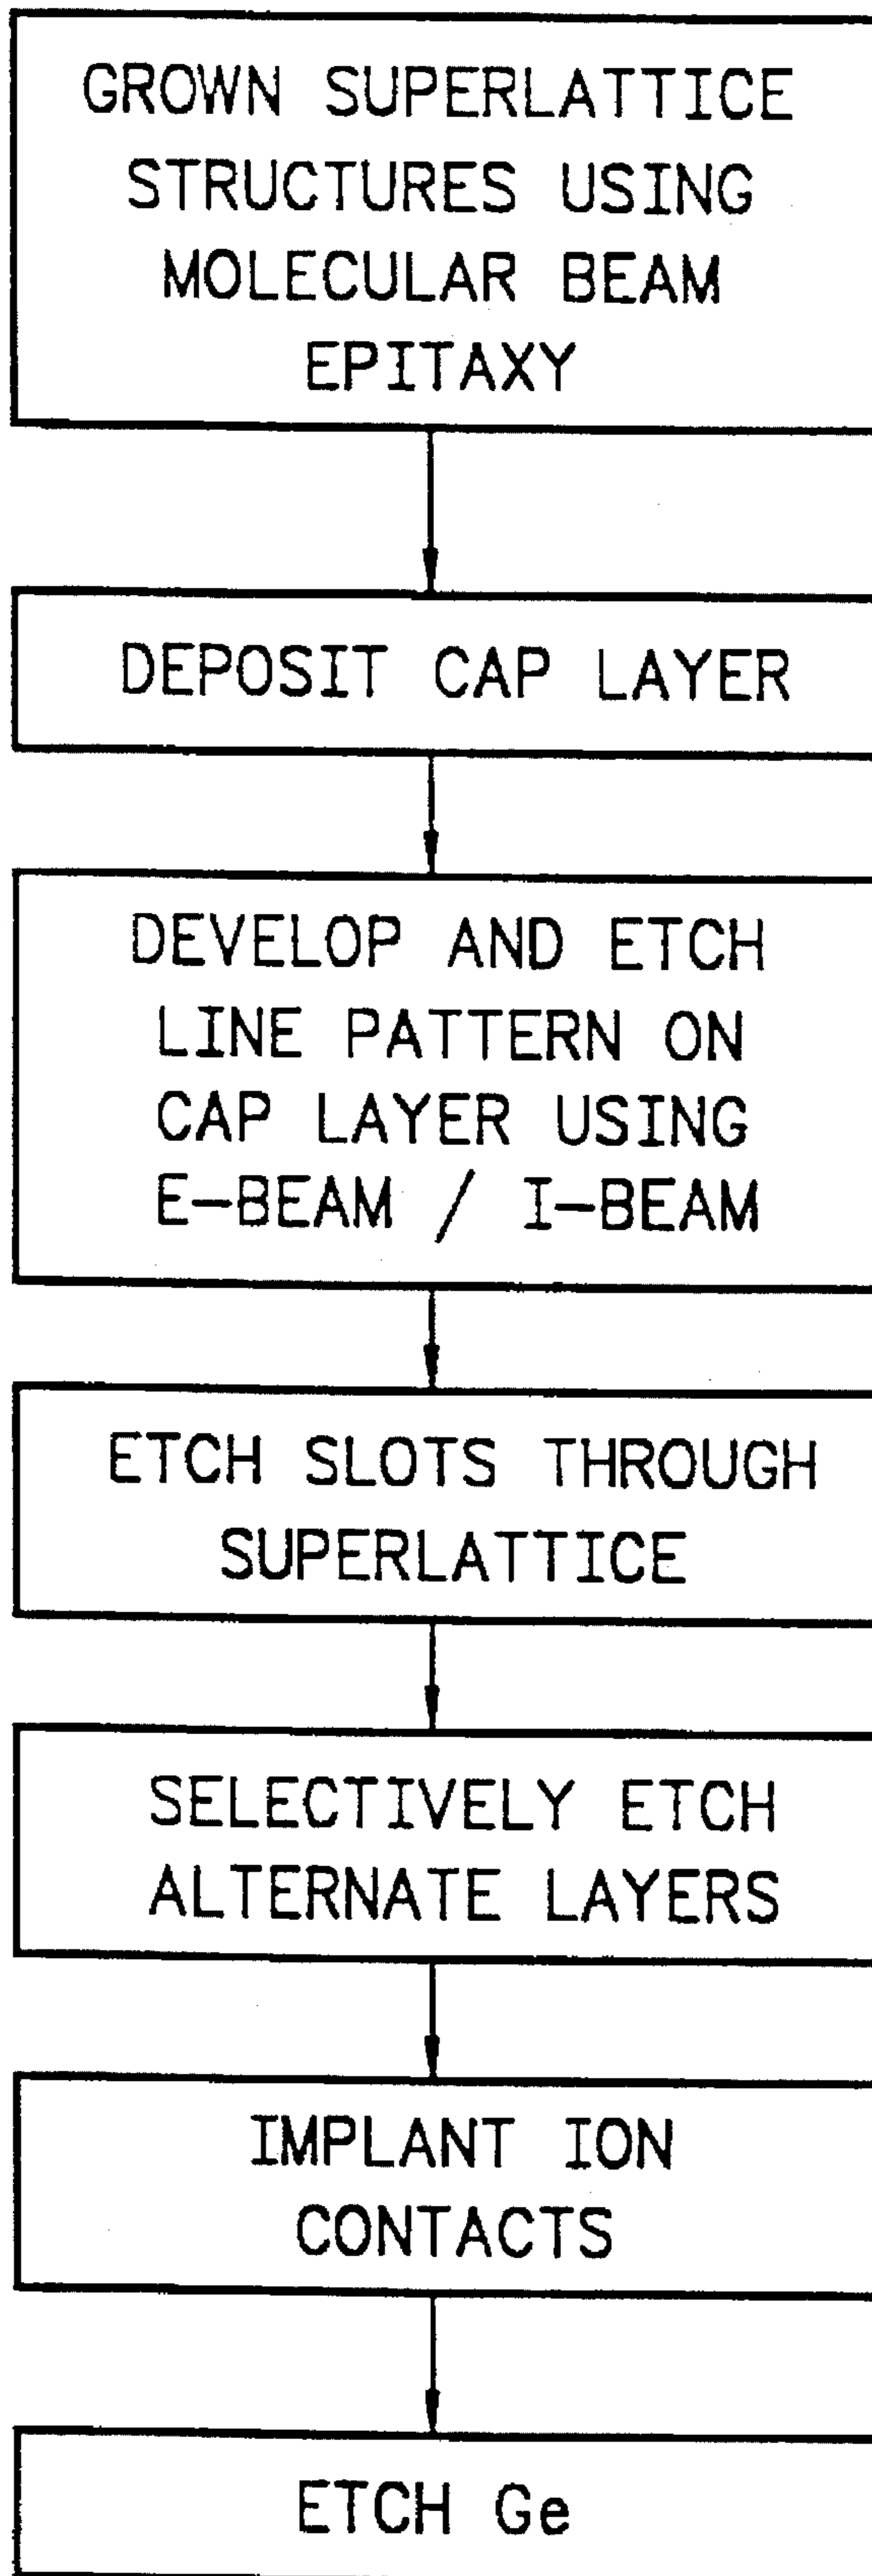 GROWN SUPERLATTICE
STRUCTURES USING
MOLECULAR BEAM
EPITAXY
DEPOSIT CAP LAYER
DEVELOP AND ETCH
LINE PATTERN ON
CAP LAYER USING
E-BEAM / I-BEAM
ETCH SLOTS THROUGH
SUPERLATTICE
SELECTIVELY ETCH
ALTERNATE LAYERS
IMPLANT ION
CONTACTS
ETCH Ge